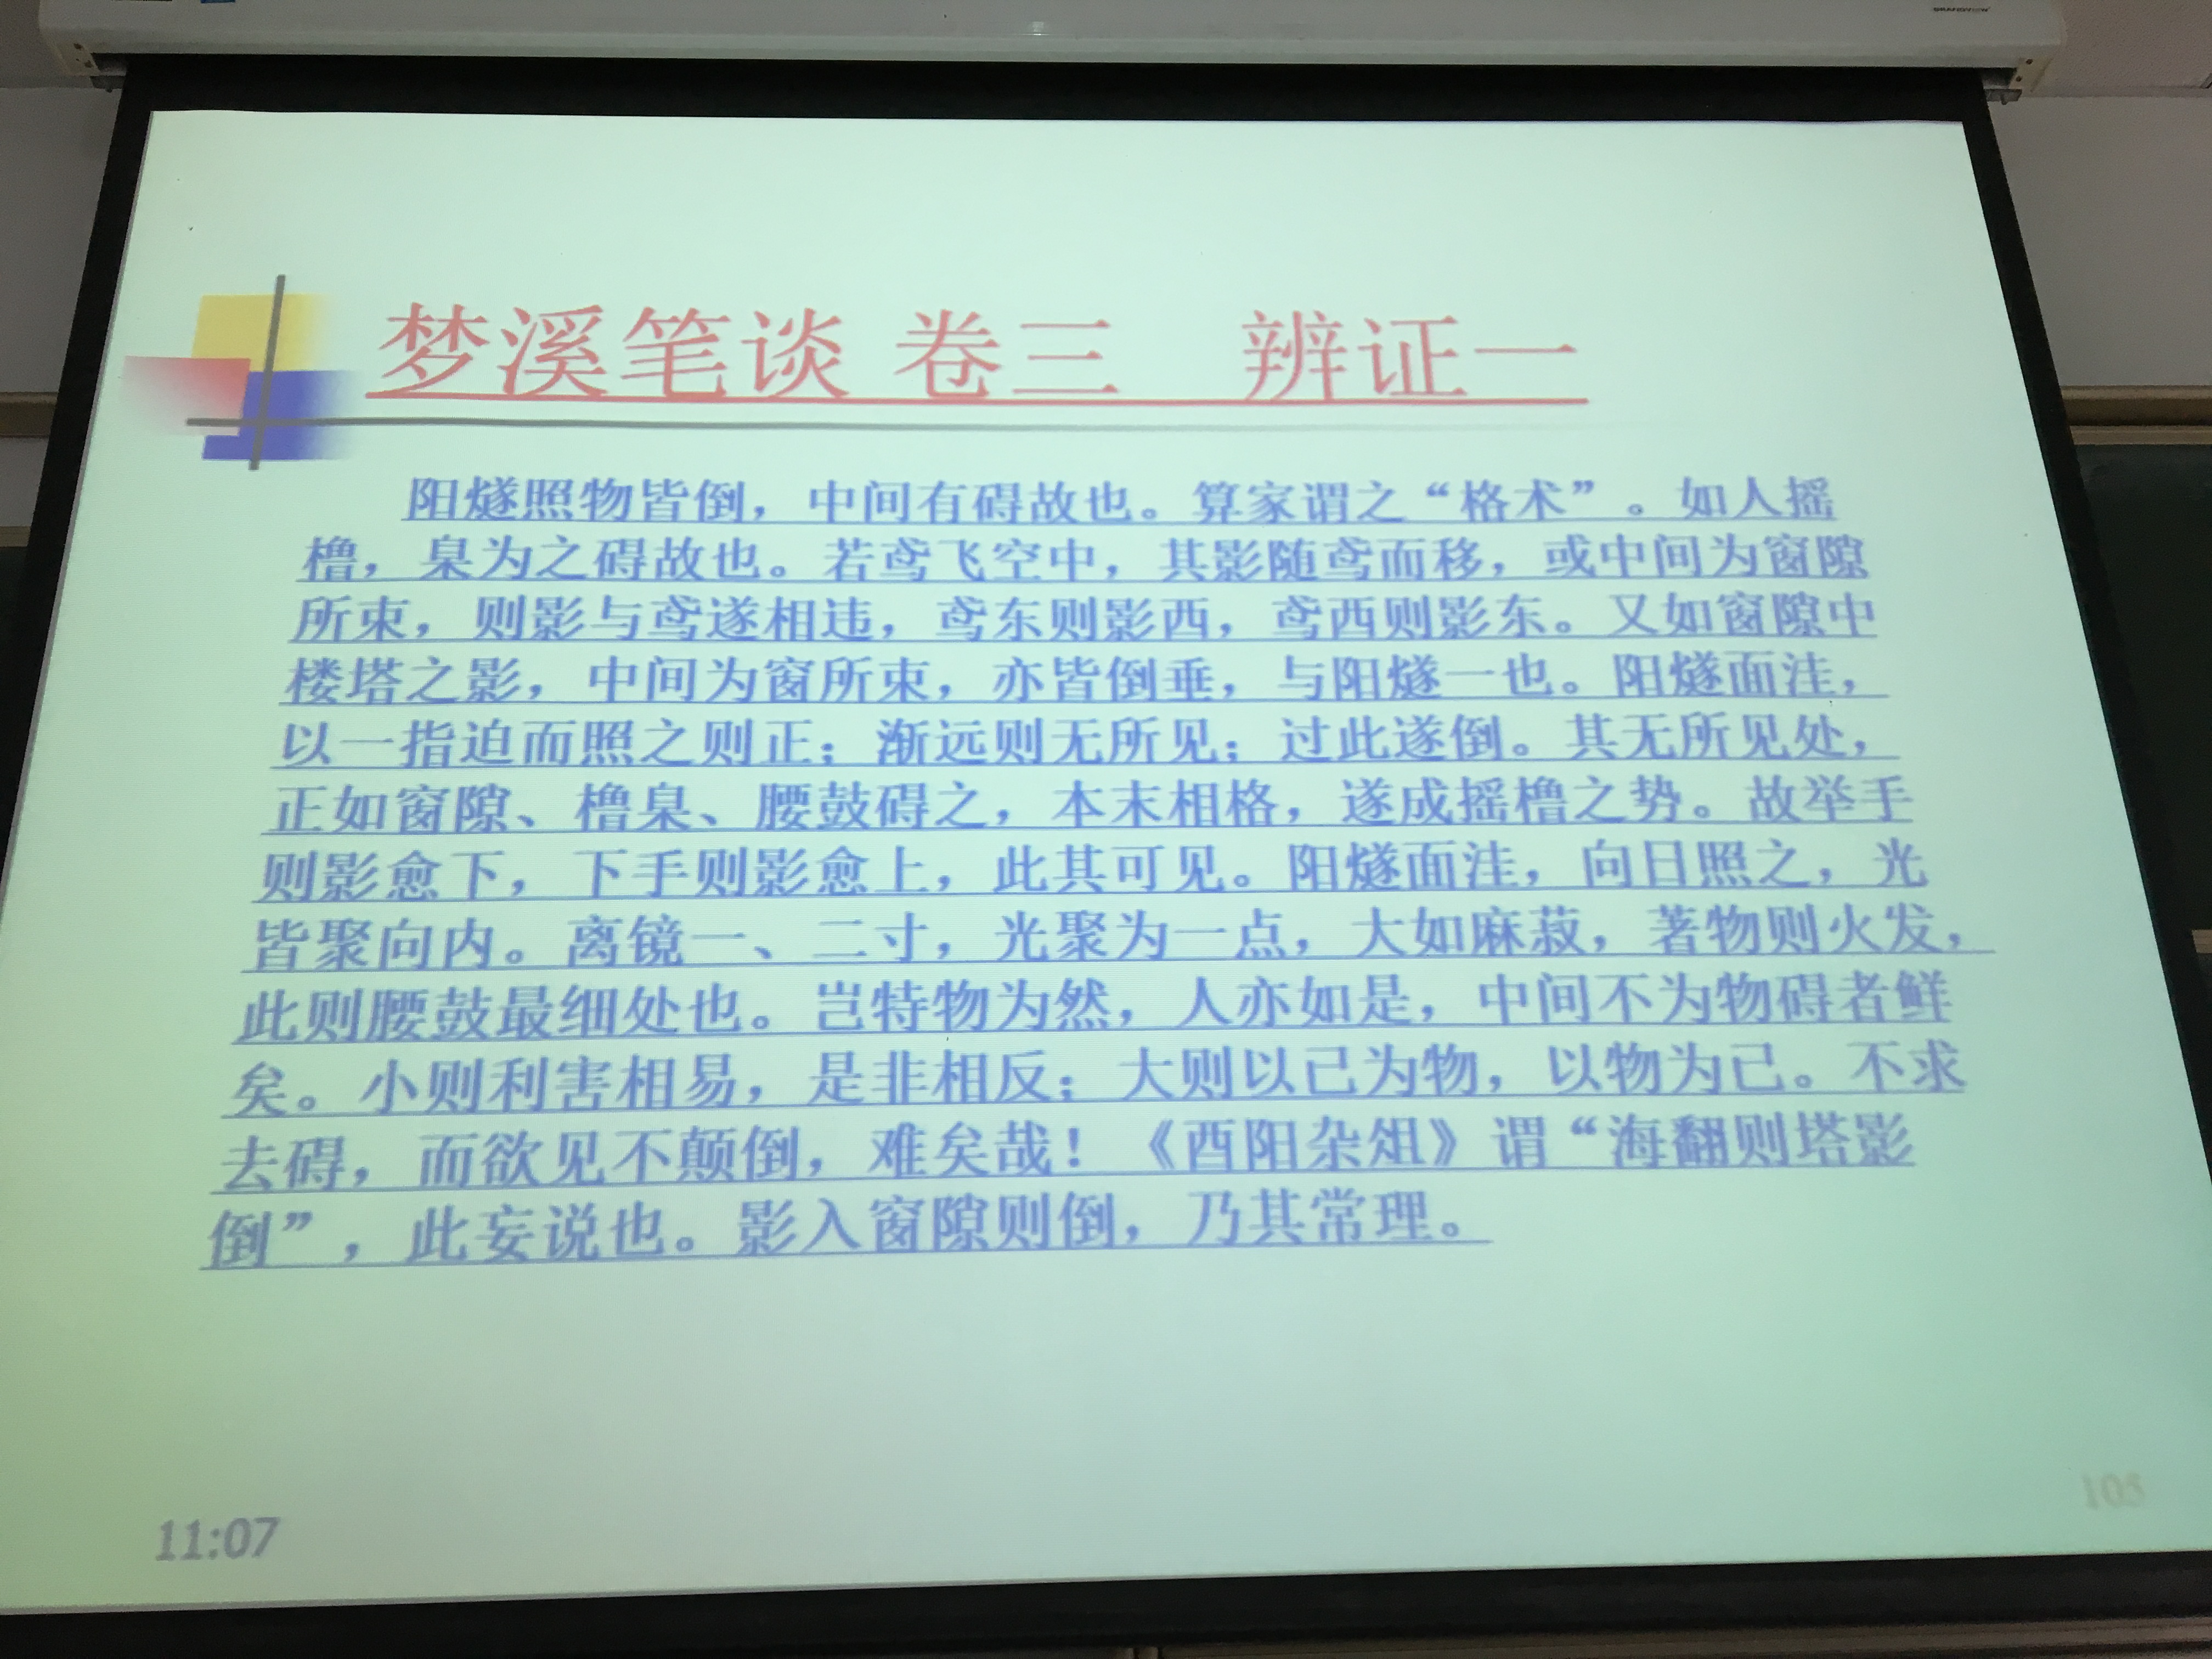 梦溪笔谈 卷三 辨证一
阳燧照物皆倒，中间有碍故也。算家谓之“格术”。如人摇
橹，臬为之碍故也。若鸢飞空中，其影随鸢而移，或中间为窗隙
所束，则影与鸢遂相违，鸢东则影西，鸢西则影东。又如窗隙中
楼塔之影，中间为窗所束，亦皆倒垂，与阳燧一也。阳燧面洼，
以一指迫而照之则正；渐远则无所见；过此遂倒。其无所见处，
正如窗隙、橹臬、腰鼓碍之，本末相格，遂成摇橹之势。故举手
则影愈下，下手则影愈上，此其可见。阳燧面洼，向日照之，光
皆聚向内。离镜一、二寸，光聚为一点，大如麻菽，著物则火发，
此则腰鼓最细处也。岂特物为然，人亦如是，中间不为物碍者鲜
矣。小则利害相易，是非相反；大则以己为物，以物为己。不求
去碍，而欲见不颠倒，难矣哉！《酉阳杂俎》谓“海翻则塔影
倒”，此妄说也。影入窗隙则倒，乃其常理。
11:07
105